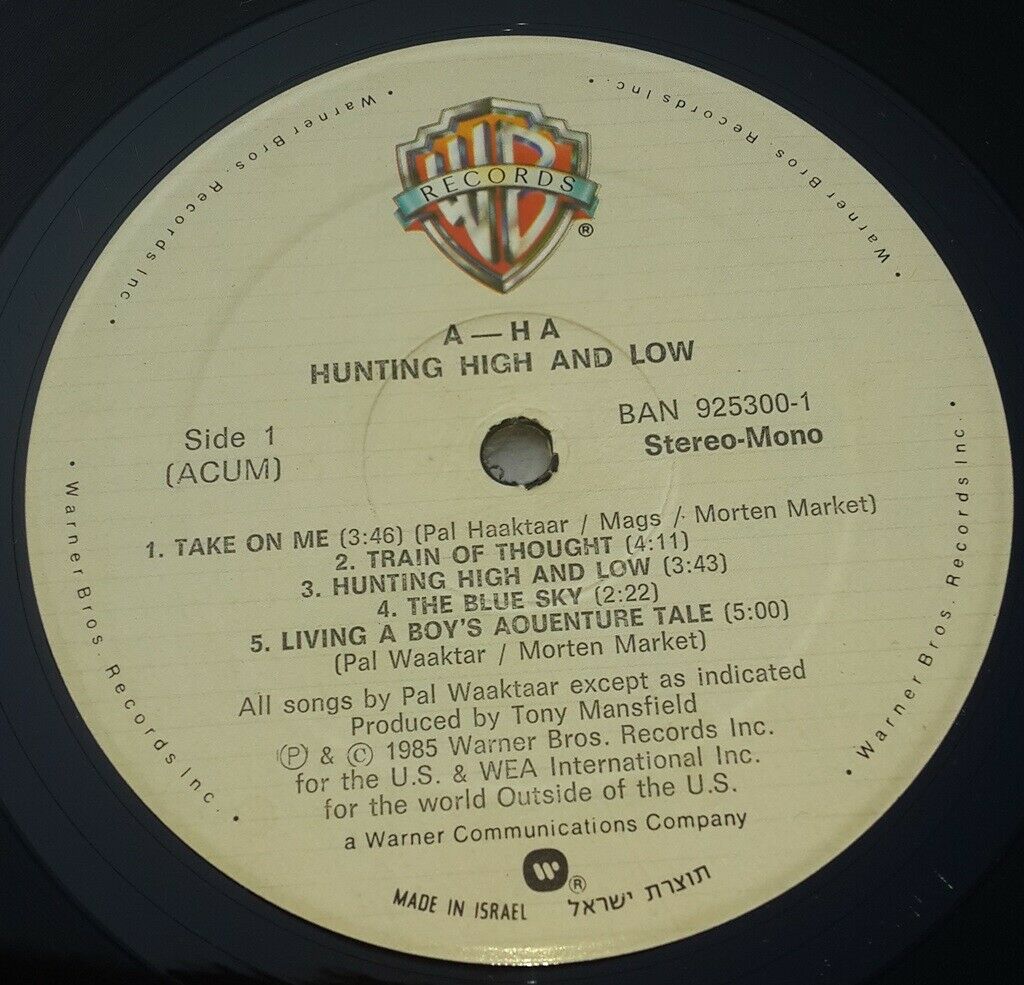 WB
RECORDS
®
A — HA
HUNTING HIGH AND LOW
Side 1
(ACUM)
BAN 925300-1
Stereo-Mono
1. TAKE ON ME (3:46) (Pal Haaktaar / Mags / Morten Market)
2. TRAIN OF THOUGHT (4:11)
3. HUNTING HIGH AND LOW (3:43)
4. THE BLUE SKY (2:22)
5. LIVING A BOY'S AOUENTURE TALE (5:00)
(Pal Waaktar / Morten Market)
All songs by Pal Waaktaar except as indicated
Produced by Tony Mansfield
Ⓟ & © 1985 Warner Bros. Records Inc.
for the U.S. & WEA International Inc.
for the world Outside of the U.S.
a Warner Communications Company
W ®
MADE IN ISRAEL
תוצרת ישראל
• Warner Bros. Records Inc. •
• Warner Bros. Records Inc. •
• Warner Bros. Records Inc. •
• Warner Bros. Records Inc. •